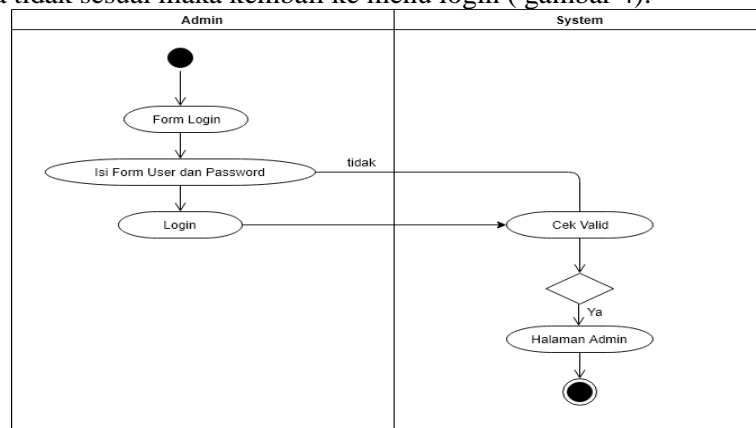 tidak sesuai maka kembali ke menu login ( gambar 4).
Admin
System
Form Login
Isi Form User dan Password
tidak
Login
Cek Valid
Ya
Halaman Admin